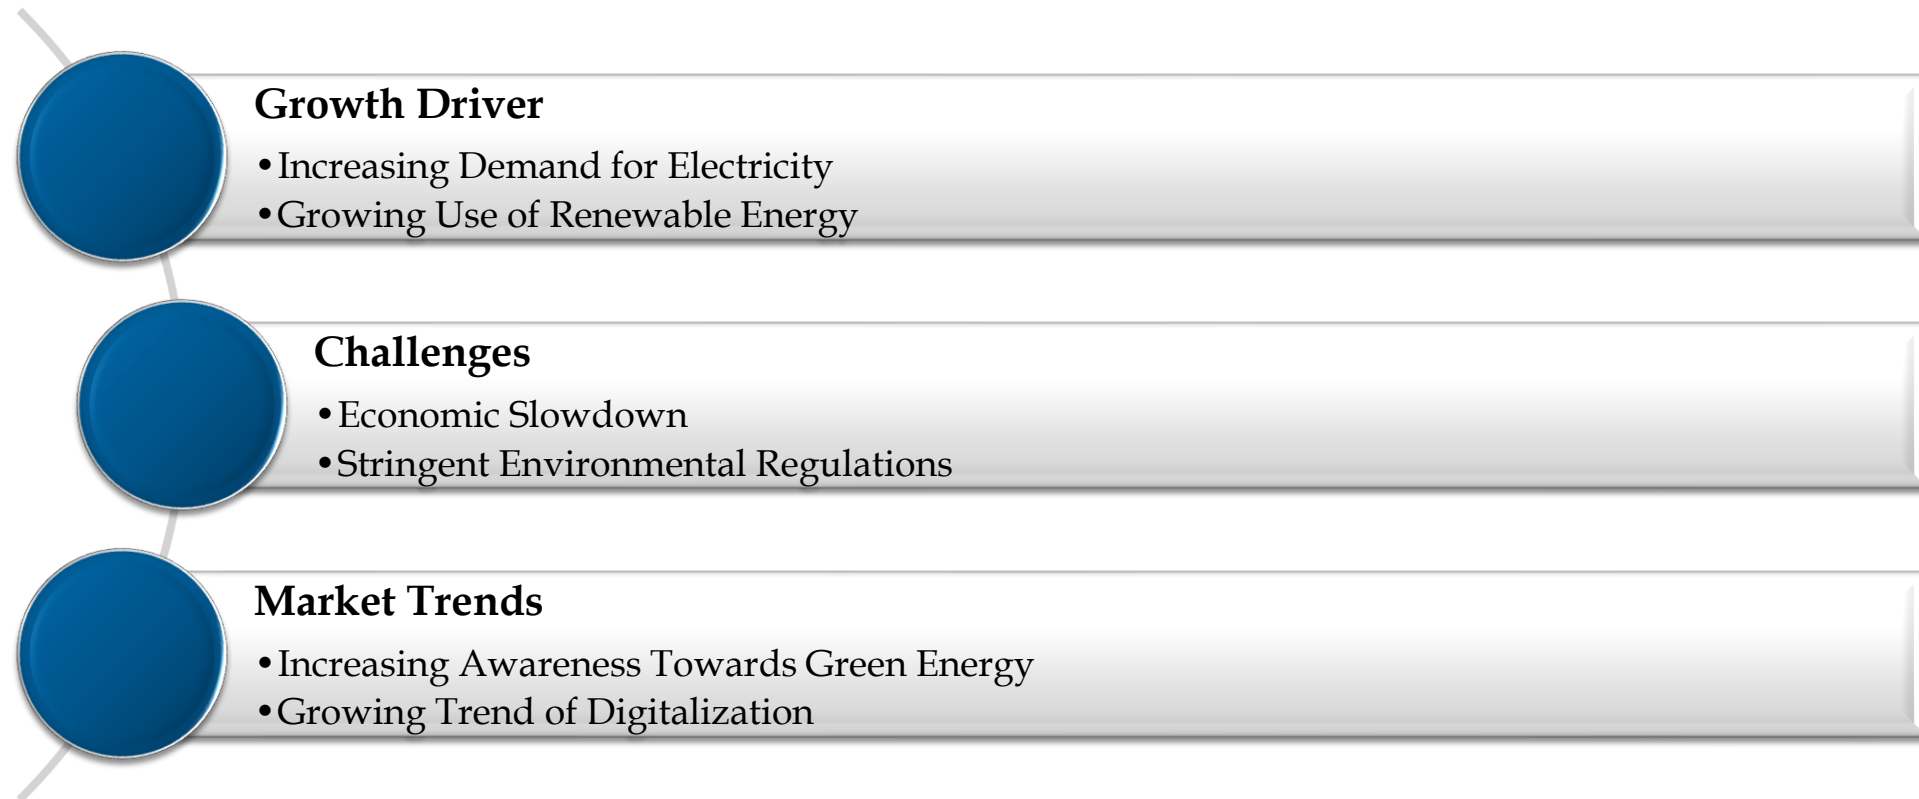 Growth Driver
•Increasing Demand for Electricity
•Growing Use of Renewable Energy
Challenges
•Economic Slowdown
•Stringent Environmental Regulations
Market Trends
•Increasing Awareness Towards Green Energy
•Growing Trend of Digitalization